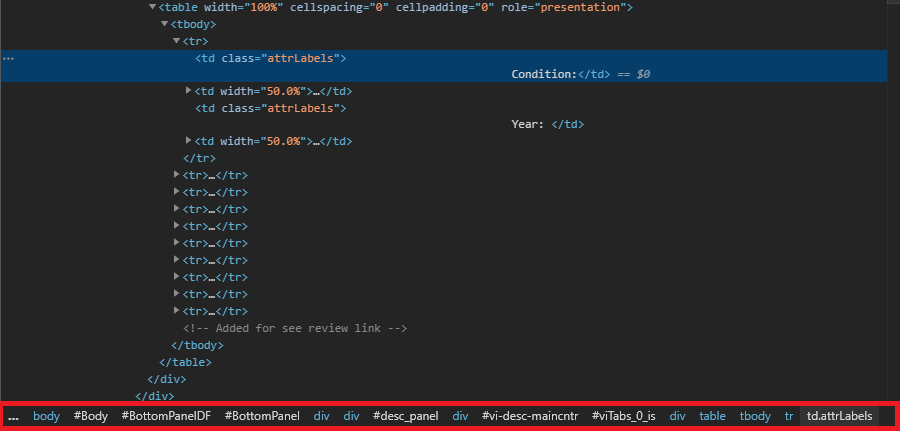 <table width="100%" cellspacing="0" cellpadding="0" role="presentation">
<tbody>
<tr>
... <td class="attrLabels">
Condition:</td> == $0
<td width="50.0%">…</td>
<td class="attrLabels">
Year: </td>
<td width="50.0%">…</td>
</tr>
<tr>…</tr>
<tr>…</tr>
<tr>…</tr>
<tr>…</tr>
<tr>…</tr>
<tr>…</tr>
<tr>…</tr>
<tr>…</tr>
<tr>…</tr>
<!-- Added for see review link -->
</tbody>
</table>
</div>
</div>
... body #Body #BottomPanelDF #BottomPanel div div #desc_panel div #vi-desc-maincntr #viTabs_0_is div table tbody tr td.attrLabels